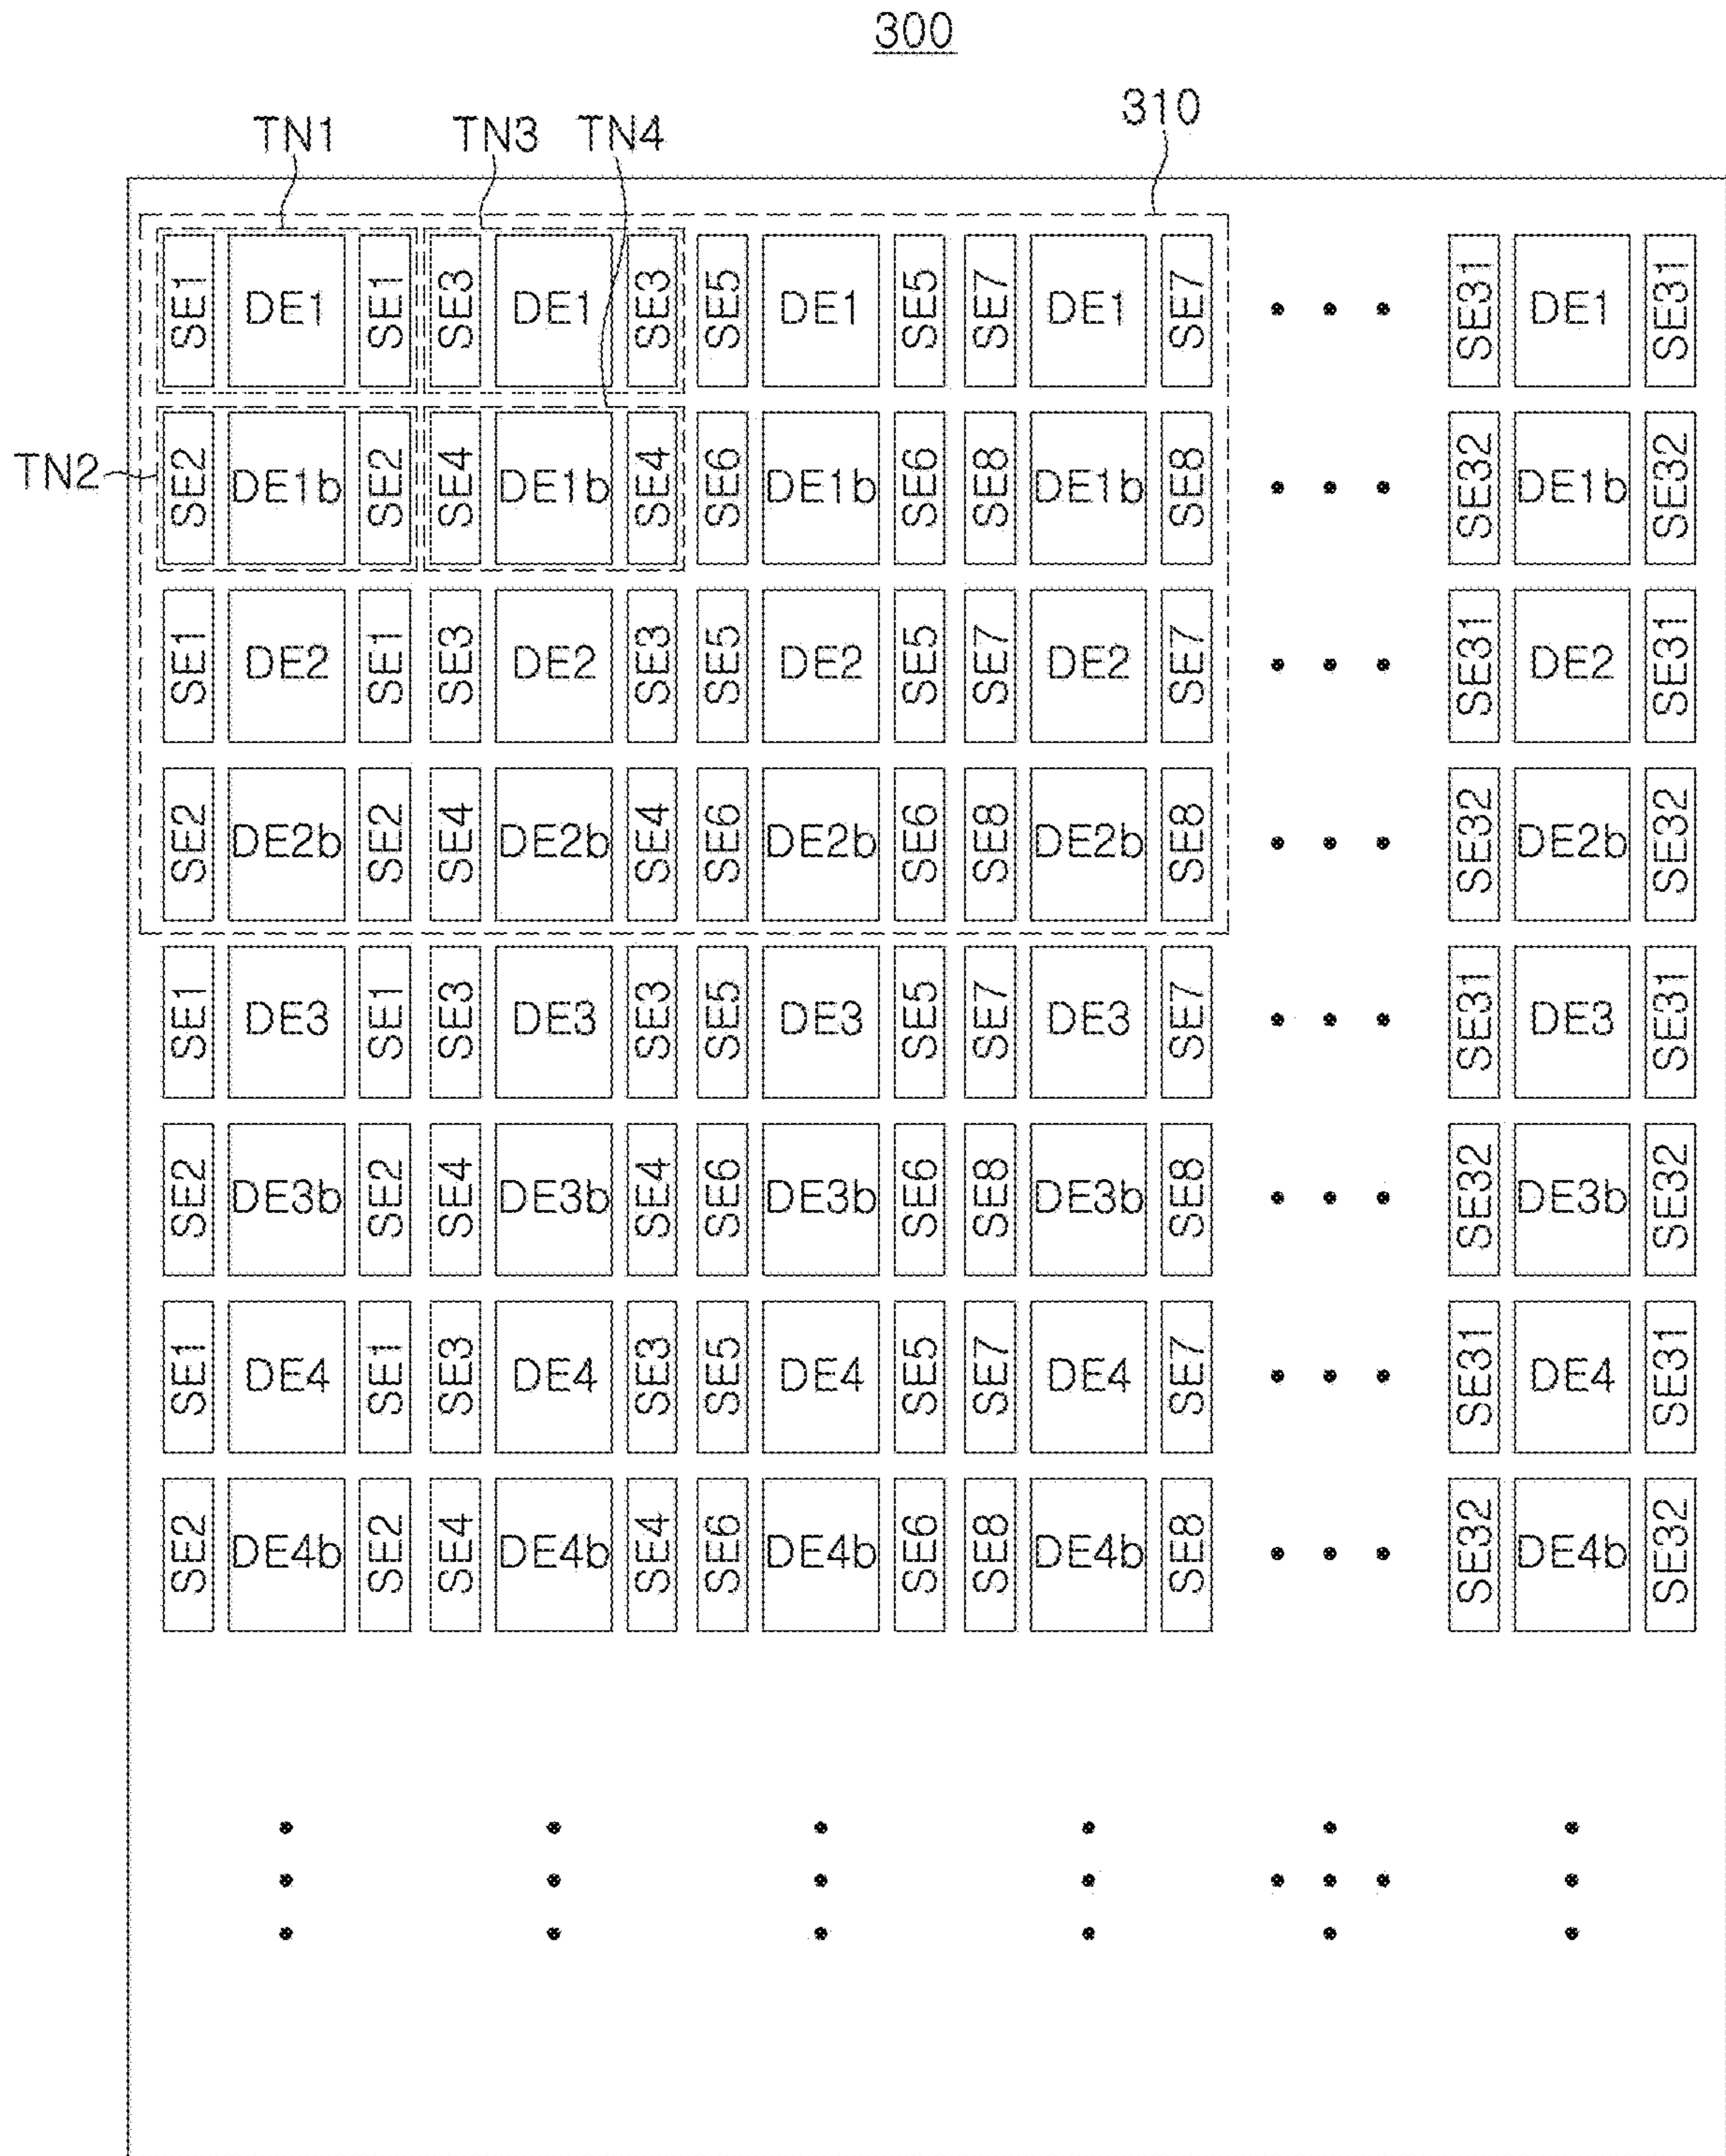 300
310
TN1 TN3 TN4
SE1 DE1 SE1 SE3 DE1 SE3 SE5 DE1 SE5 SE7 DE1 SE7 SE31 DE1 SE31
TN2 SE2 DE1b SE2 SE4 DE1b SE4 SE6 DE1b SE6 SE8 DE1b SE8 SE32 DE1b SE32
SE1 DE2 SE1 SE3 DE2 SE3 SE5 DE2 SE5 SE7 DE2 SE7 SE31 DE2 SE31
SE2 DE2b SE2 SE4 DE2b SE4 SE6 DE2b SE6 SE8 DE2b SE8 SE32 DE2b SE32
SE1 DE3 SE1 SE3 DE3 SE3 SE5 DE3 SE5 SE7 DE3 SE7 SE31 DE3 SE31
SE2 DE3b SE2 SE4 DE3b SE4 SE6 DE3b SE6 SE8 DE3b SE8 SE32 DE3b SE32
SE1 DE4 SE1 SE3 DE4 SE3 SE5 DE4 SE5 SE7 DE4 SE7 SE31 DE4 SE31
SE2 DE4b SE2 SE4 DE4b SE4 SE6 DE4b SE6 SE8 DE4b SE8 SE32 DE4b SE32